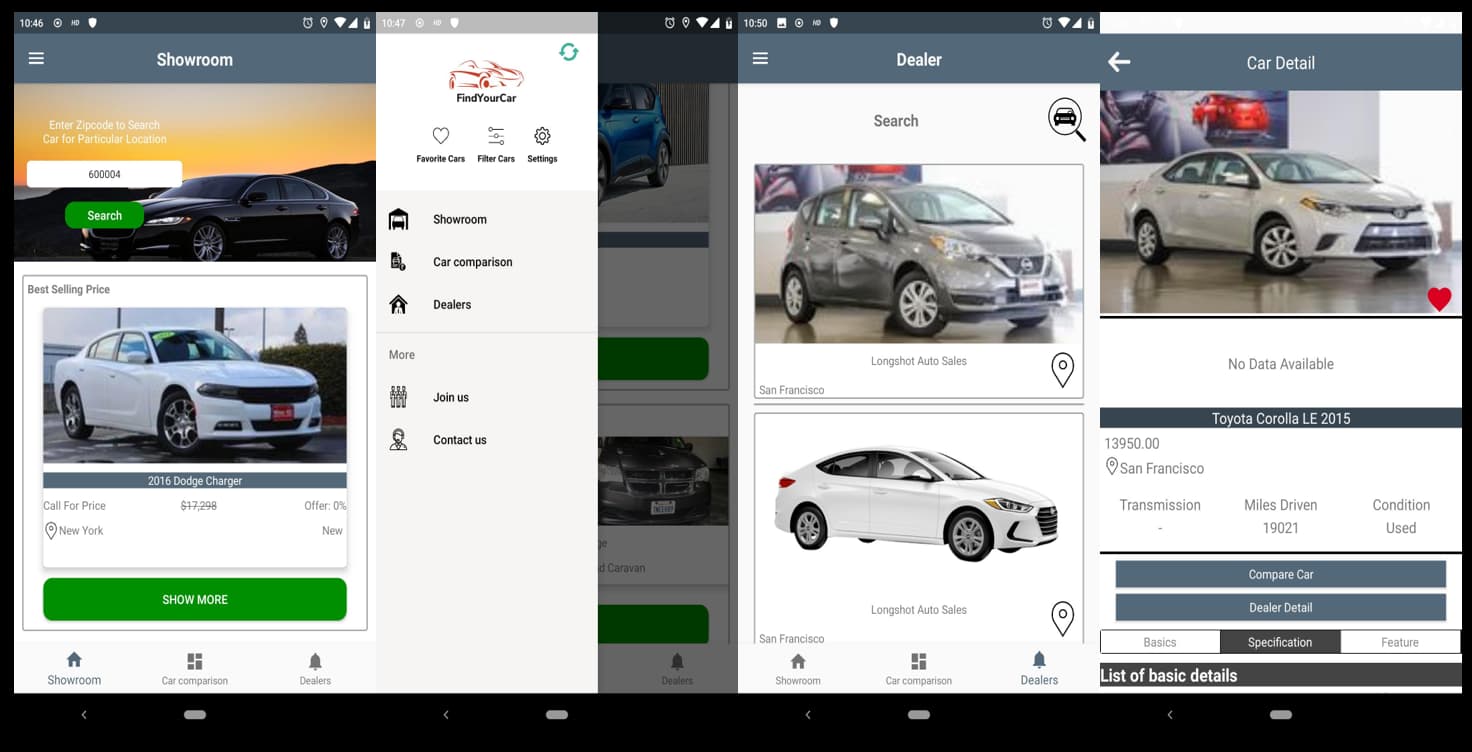 10:46
HD
Showroom
Enter Zipcode to Search
Car for Particular Location
600004
Search
Best Selling Price
2016 Dodge Charger
Call For Price $17,298 Offer: 0%
New York New
SHOW MORE
Showroom Car comparison Dealers
10:47
HD
FindYourCar
Favorite Cars Filter Cars Settings
Showroom
Car comparison
Dealers
More
Join us
Contact us
d Caravan
Dealers
10:50
HD
Dealer
Search
Longshot Auto Sales
San Francisco
Longshot Auto Sales
San Francisco
Showroom Car comparison Dealers
Car Detail
No Data Available
Toyota Corolla LE 2015
13950.00
San Francisco
Transmission Miles Driven Condition
- 19021 Used
Compare Car
Dealer Detail
Basics Specification Feature
List of basic details